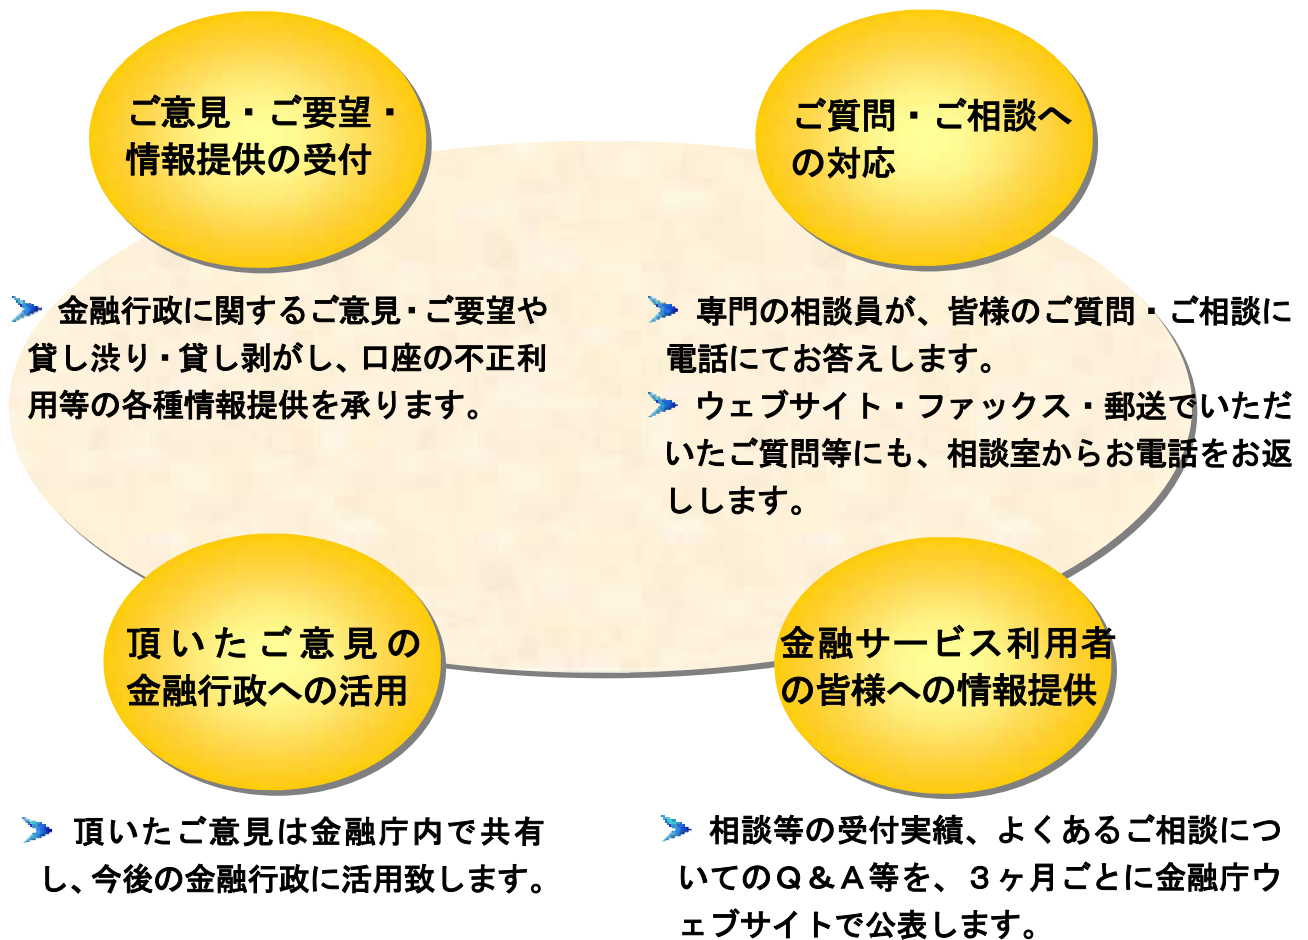 ご意見・ご要望・
情報提供の受付
金融行政に関するご意見・ご要望や
貸し渋り・貸し剥がし、口座の不正利
用等の各種情報提供を承ります。
ご質問・ご相談へ
の対応
専門の相談員が、皆様のご質問・ご相談に
電話にてお答えします。
ウェブサイト・ファックス・郵送でいただ
いたご質問等にも、相談室からお電話をお返
しします。
頂いたご意見の
金融行政への活用
頂いたご意見は金融庁内で共有
し、今後の金融行政に活用致します。
金融サービス利用者
の皆様への情報提供
相談等の受付実績、よくあるご相談につ
いてのＱ＆Ａ等を、３ヶ月ごとに金融庁ウ
ェブサイトで公表します。